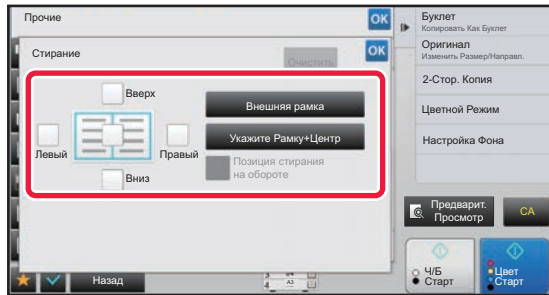 Прочие
OK
Стирание
Очистить
OK
Вверх
Левый
Правый
Вниз
Внешняя рамка
Укажите Рамку+Центр
Позиция стирания
на обороте
Назад
Буклет
Копировать Как Буклет
Оригинал
Изменить Размер/Направл.
2-Стор. Копия
Цветной Режим
Настройка Фона
Предварит.
Просмотр
CA
Ч/Б
Старт
Цвет
Старт